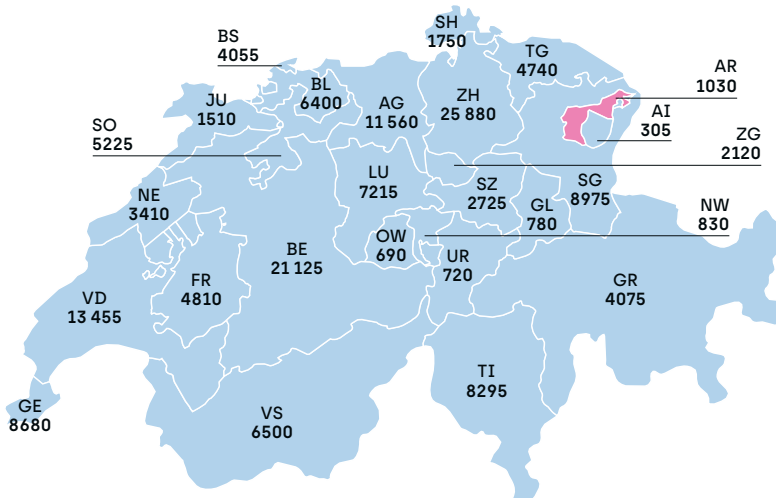 SH
1750
BS
4055
TG
4740
AR
1030
BL
6400
ZH
25 880
JU
1510
AG
11 560
AI
305
SO
5225
ZG
2120
LU
7215
SZ
2725
SG
8975
NE
3410
GL
780
NW
830
OW
690
BE
21 125
UR
720
FR
4810
GR
4075
VD
13 455
TI
8295
GE
8680
VS
6500